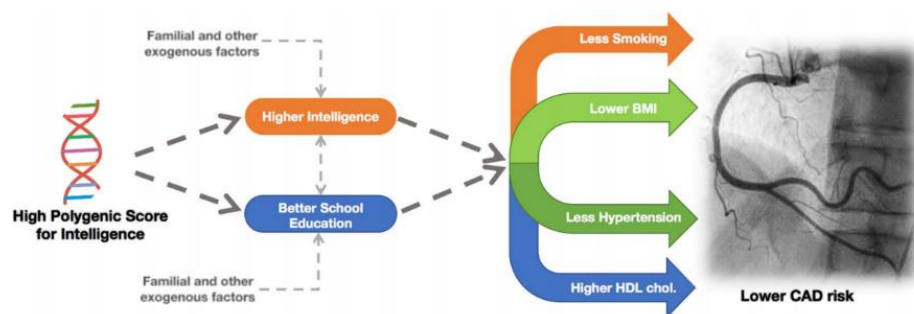 Familial and other
exogenous factors
Less Smoking
Higher Intelligence
Lower BMI
High Polygenic Score
for Intelligence
Better School
Education
Less Hypertension
Familial and other
exogenous factors
Higher HDL chol.
Lower CAD risk